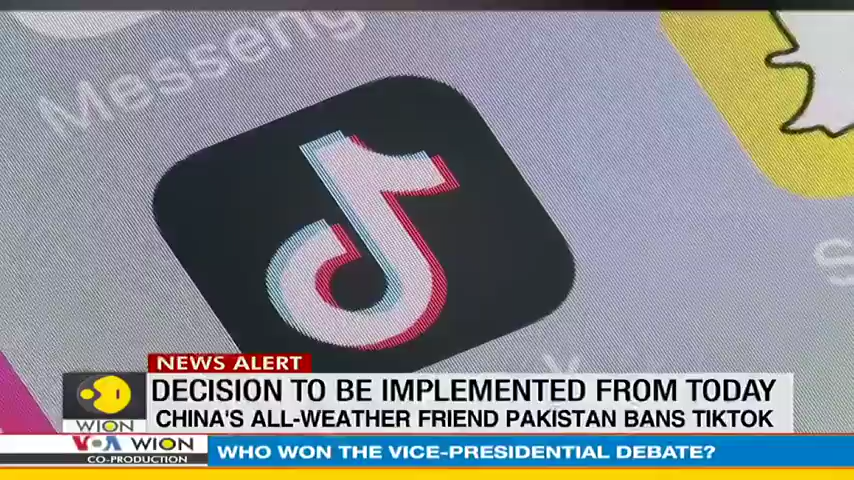 Messeng
S
NEWS ALERT
DECISION TO BE IMPLEMENTED FROM TODAY
CHINA'S ALL-WEATHER FRIEND PAKISTAN BANS TIKTOK
WION
VOA WION
CO-PRODUCTION
WHO WON THE VICE-PRESIDENTIAL DEBATE?